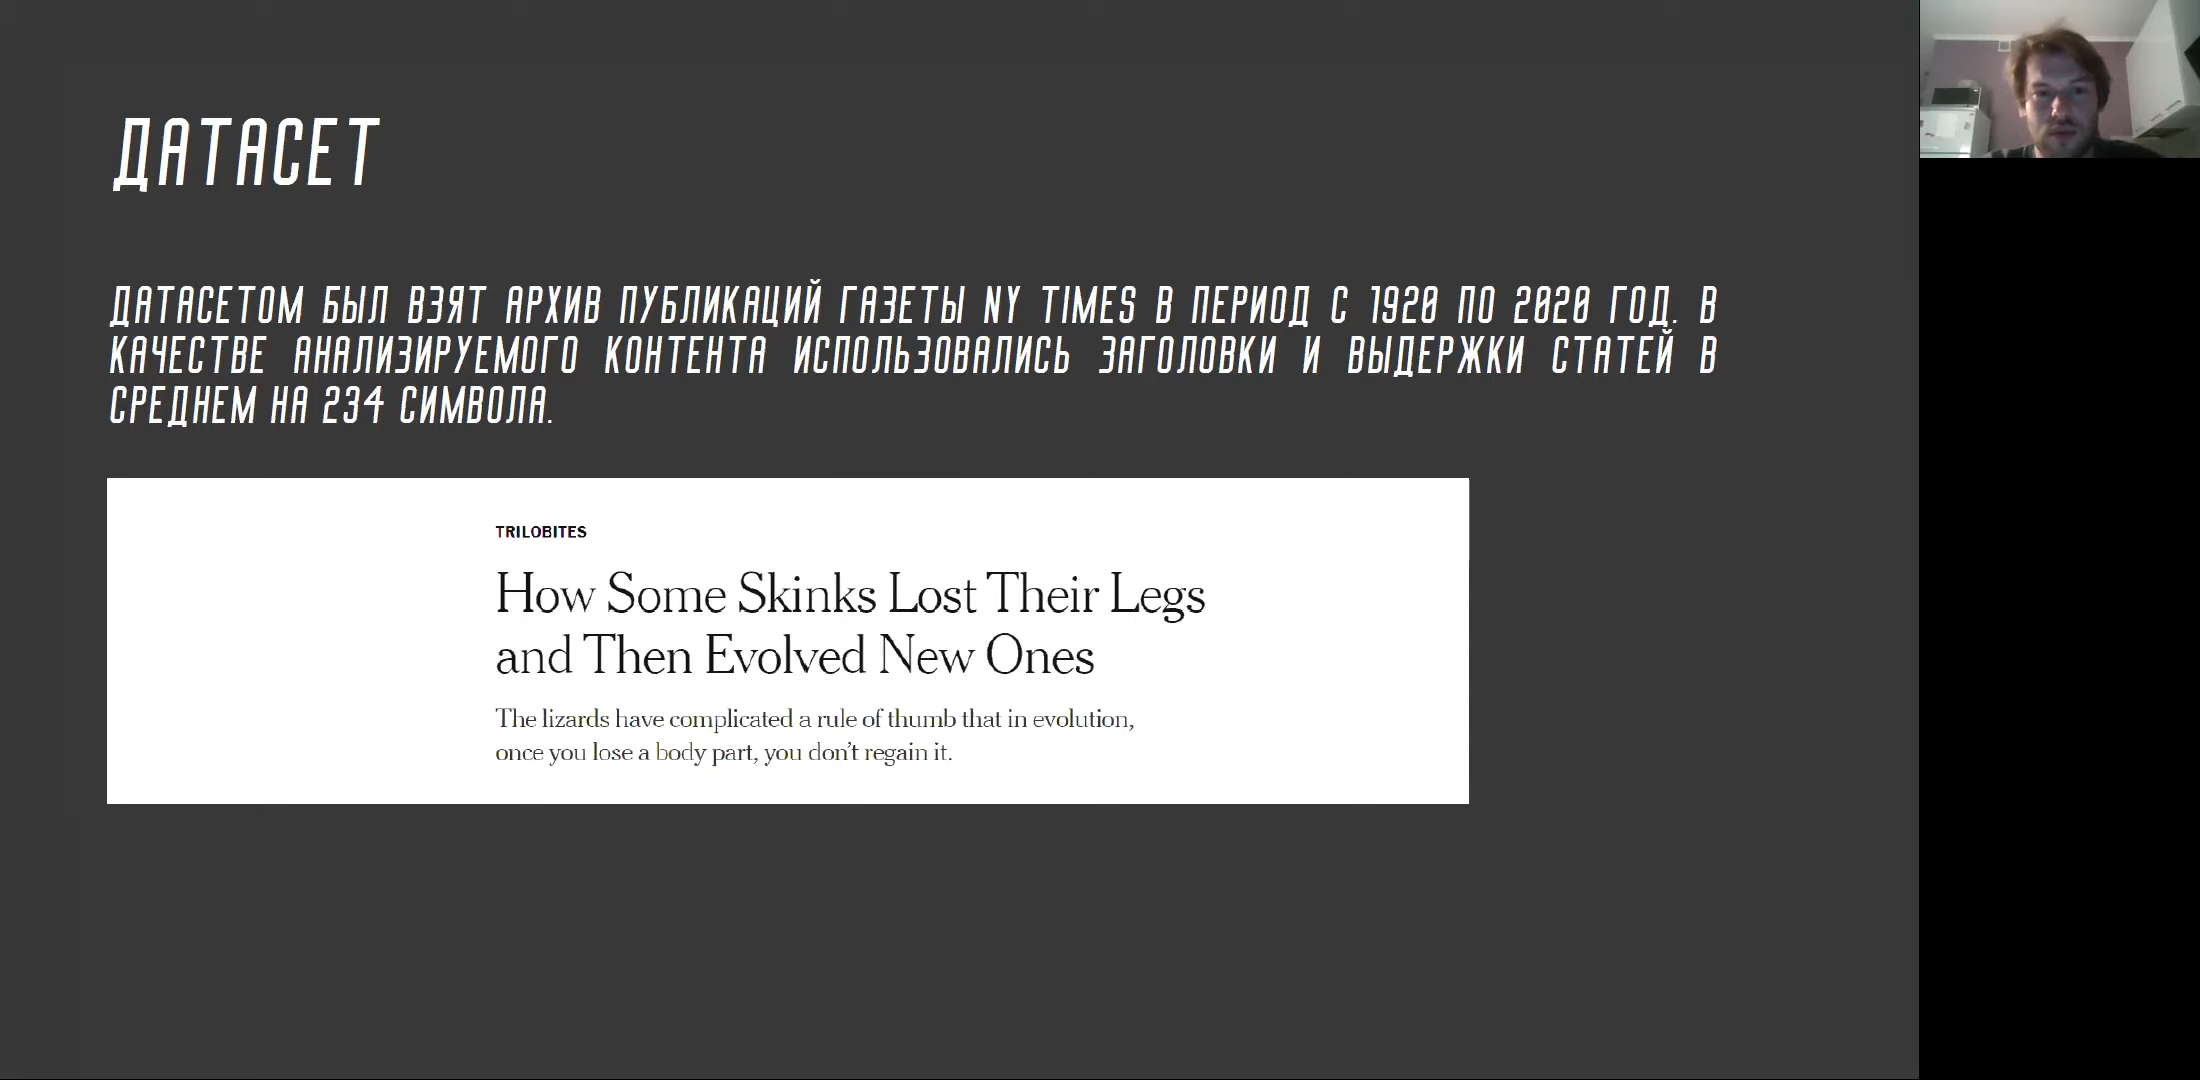 ДАТАСЕТ
ДАТАСЕТОМ БЫЛ ВЗЯТ АРХИВ ПУБЛИКАЦИЙ ГАЗЕТЫ NY TIMES В ПЕРИОД С 1920 ПО 2020 ГОД. В
КАЧЕСТВЕ АНАЛИЗИРУЕМОГО КОНТЕНТА ИСПОЛЬЗОВАЛИСЬ ЗАГОЛОВКИ И ВЫДЕРЖКИ СТАТЕЙ В
СРЕДНЕМ НА 234 СИМВОЛА.
TRILOBITES
How Some Skinks Lost Their Legs
and Then Evolved New Ones
The lizards have complicated a rule of thumb that in evolution,
once you lose a body part, you don’t regain it.